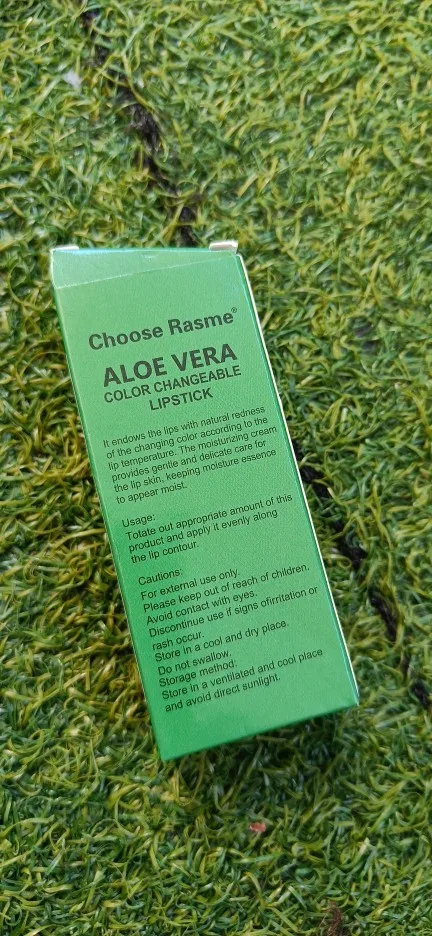 Choose Rasme®
ALOE VERA
COLOR CHANGEABLE
LIPSTICK
It endows the lips with natural redness
of the changing color according to the
lip temperature. The moisturizing cream
provides gentle and delicate care for
the lip skin, keeping moisture essence
to appear moist.
Usage:
Totate out appropriate amount of this
product and apply it evenly along
the lip contour.
Cautions:
For external use only.
Please keep out of reach of children.
Avoid contact with eyes.
Discontinue use if signs ofirritation or
rash occur.
Store in a cool and dry place.
Do not swallow.
Storage method:
Store in a ventilated and cool place
and avoid direct sunlight.